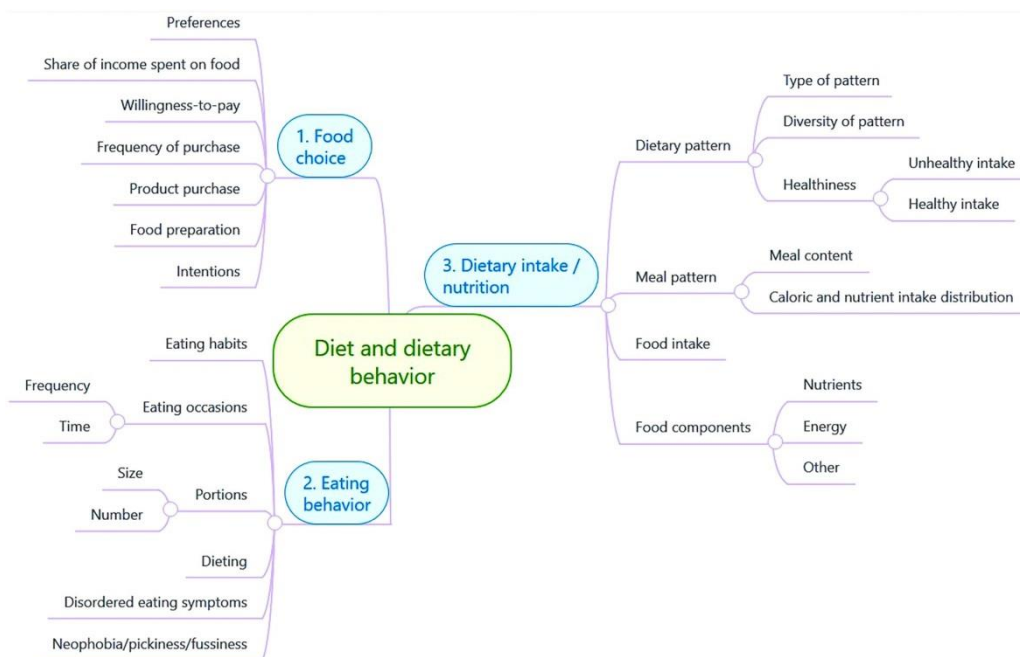 Diet and dietary
behavior
1. Food
choice
Preferences
Share of income spent on food
Willingness-to-pay
Frequency of purchase
Product purchase
Food preparation
Intentions
2. Eating
behavior
Eating habits
Eating occasions
Frequency
Time
Portions
Size
Number
Dieting
Disordered eating symptoms
Neophobia/pickiness/fussiness
3. Dietary intake /
nutrition
Dietary pattern
Type of pattern
Diversity of pattern
Healthiness
Unhealthy intake
Healthy intake
Meal pattern
Meal content
Caloric and nutrient intake distribution
Food intake
Food components
Nutrients
Energy
Other